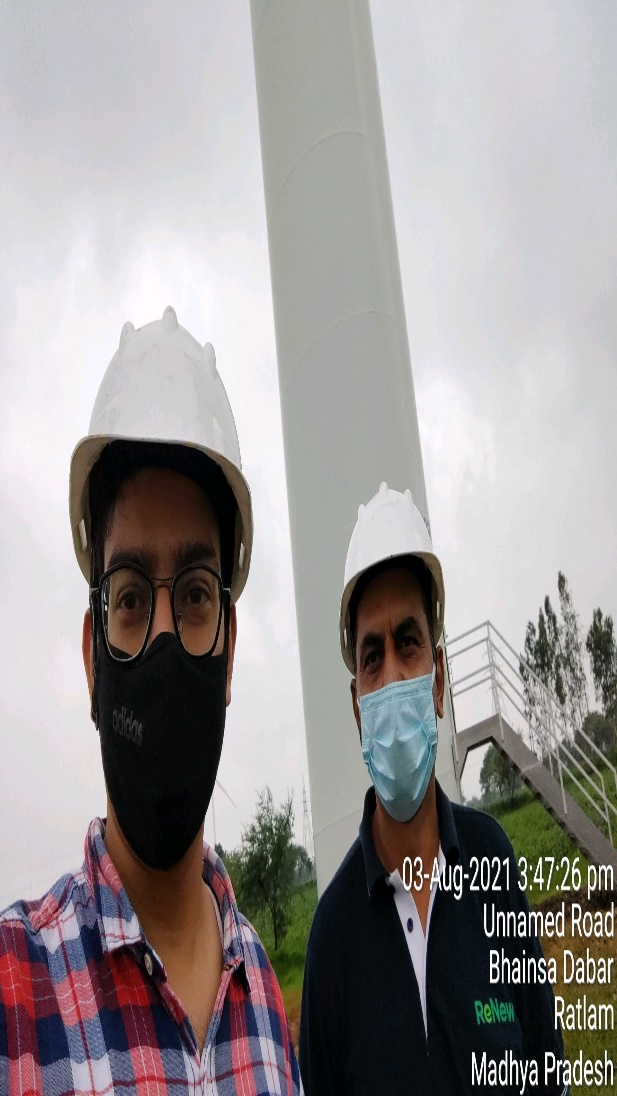 adidas
03-Aug-2021 3:47:26 pm
Unnamed Road
Bhainsa Dabar
ReNew
Ratlam
Madhya Pradesh